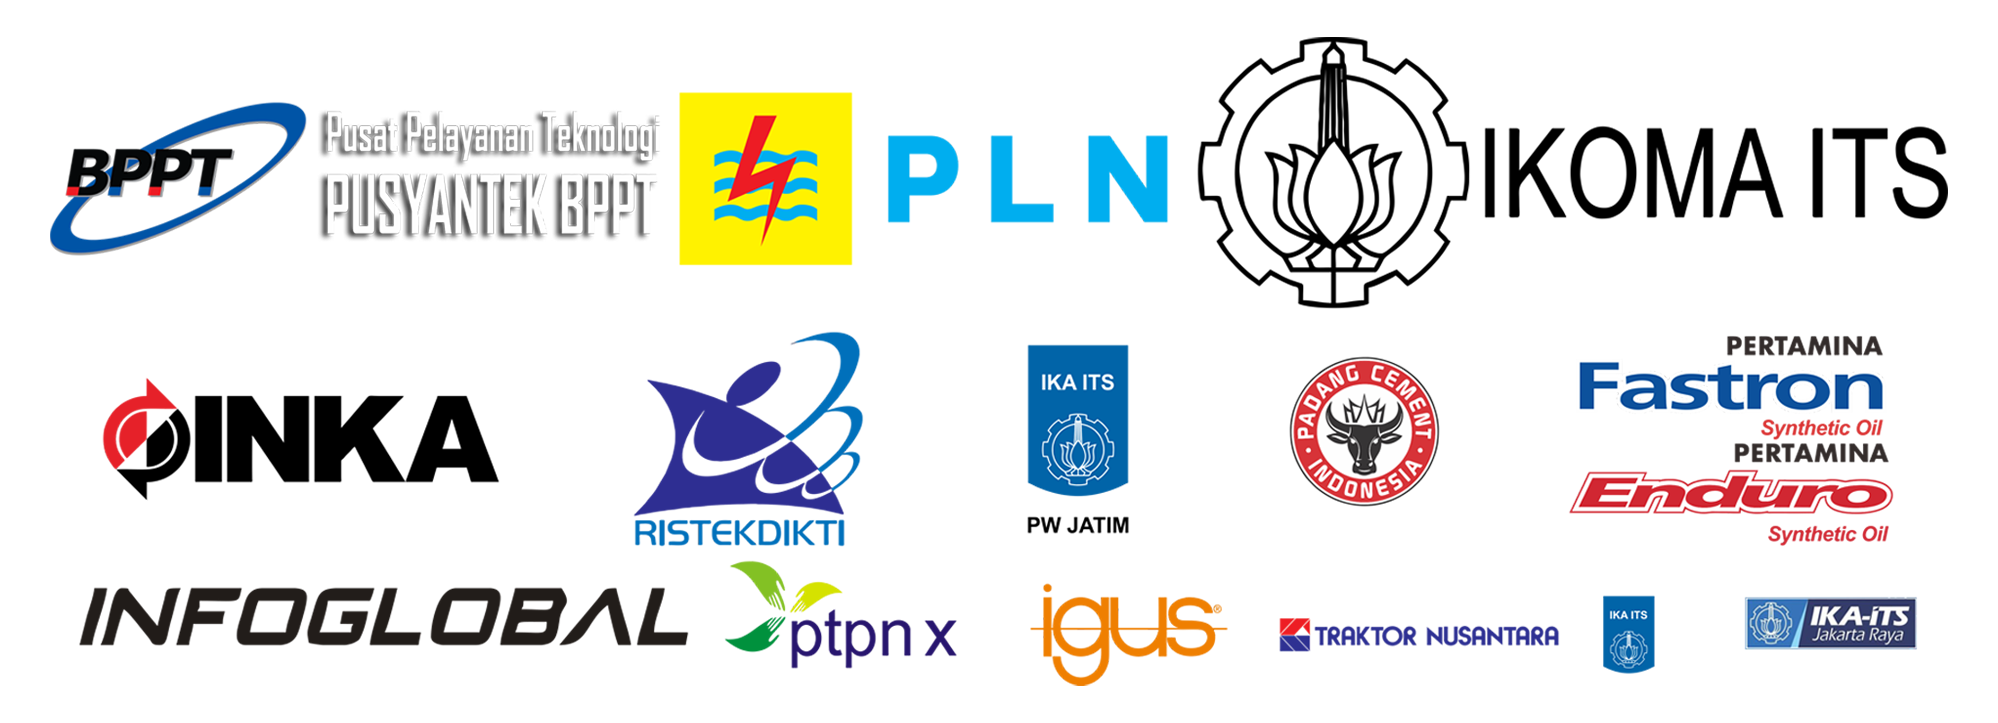 BPPT
Pusat Pelayanan Teknologi
PUSYANTEK BPPT
PLN
IKOMA ITS
INKA
RISTEKDIKTI
IKA ITS
PW JATIM
PADANG CEMENT
INDONESIA
PERTAMINA
Fastron
Synthetic Oil
PERTAMINA
Enduro
Synthetic Oil
INFOGLOBAL
ptpn x
igus®
TRAKTOR NUSANTARA
IKA ITS
IKA-iTS
Jakarta Raya